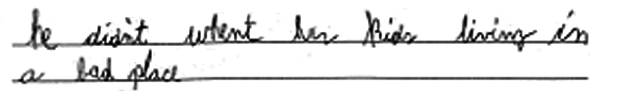 he didn't whent her kids living in
a bad place